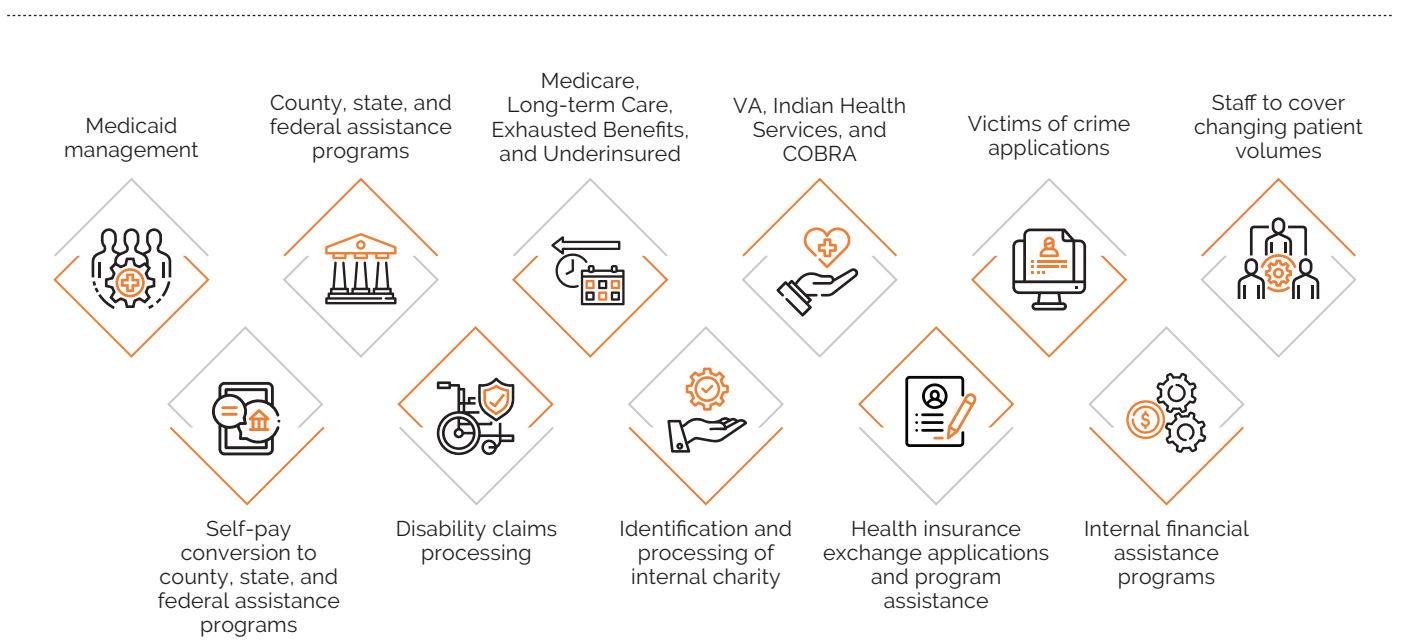 Medicaid
management
County, state, and
federal assistance
programs
Medicare,
Long-term Care,
Exhausted Benefits,
and Underinsured
VA, Indian Health
Services, and
COBRA
Victims of crime
applications
Staff to cover
changing patient
volumes
Self-pay
conversion to
county, state, and
federal assistance
programs
Disability claims
processing
Identification and
processing of
internal charity
Health insurance
exchange applications
and program
assistance
$
Internal financial
assistance
programs